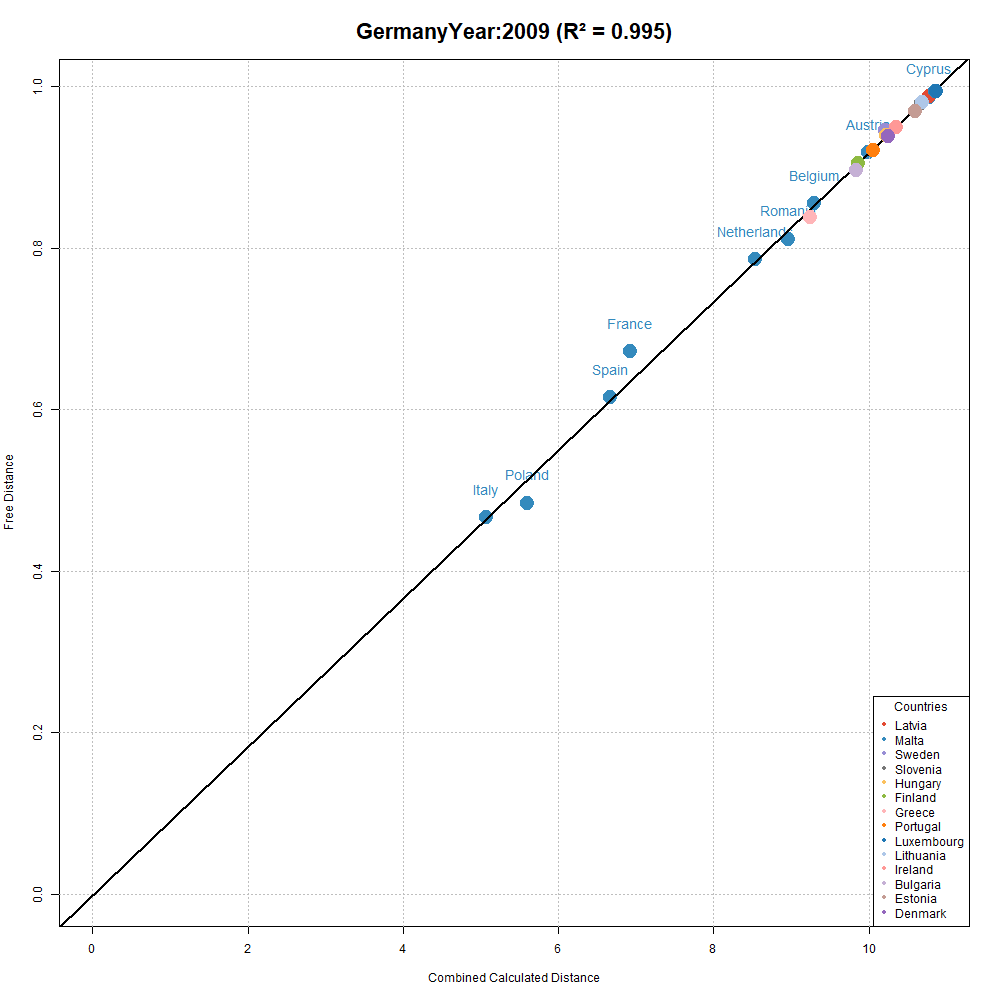 GermanyYear:2009 (R² = 0.995)
Cyprus
Austria
Belgium
Roman
Netherland
France
Spain
Poland
Italy
1.0
0.8
0.6
0.4
0.2
0.0
Free Distance
0 2 4 6 8 10
Combined Calculated Distance
Countries
Latvia
Malta
Sweden
Slovenia
Hungary
Finland
Greece
Portugal
Luxembourg
Lithuania
Ireland
Bulgaria
Estonia
Denmark